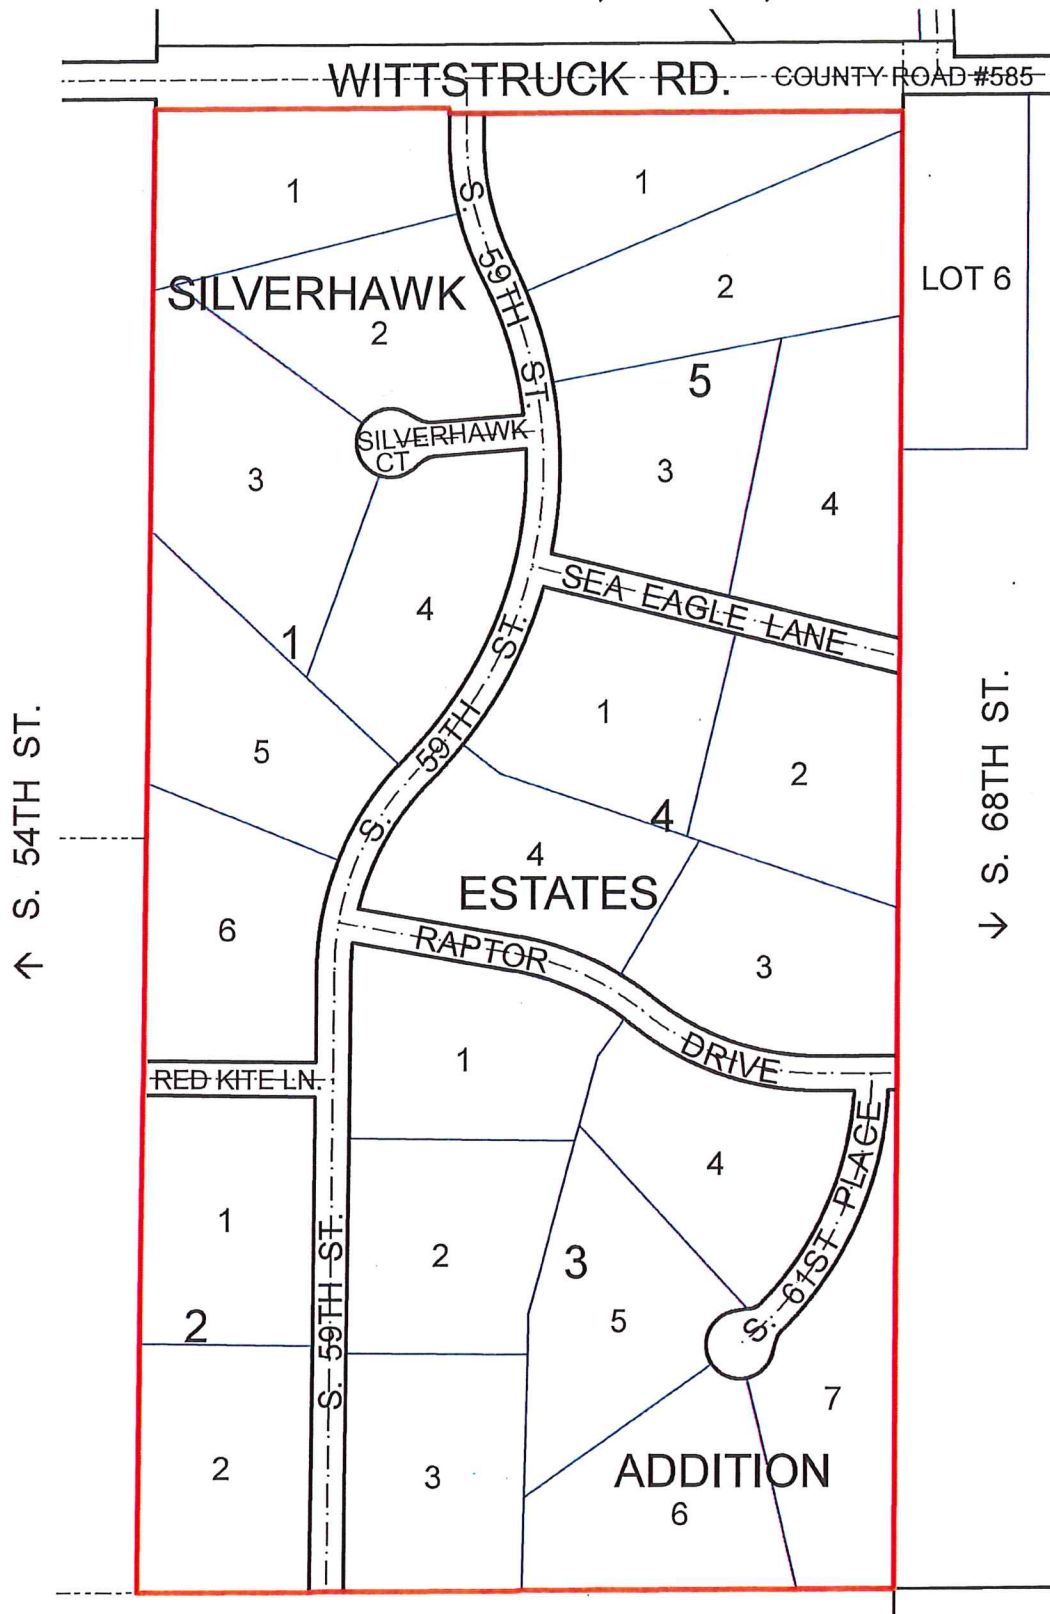 WITTSTRUCK RD.
COUNTY ROAD #585
1
S. 59TH ST.
1
SILVERHAWK
2
2
LOT 6
5
SILVERHAWK
CT
3
3
4
SEA EAGLE LANE
4
1
S. 59TH ST.
1
5
2
4
4
ESTATES
← S. 54TH ST.
S. 68TH ST. →
6
RAPTOR DRIVE
3
1
RED KITE LN.
4
S. 61ST PLACE
1
2
3
5
2
S. 59TH ST.
7
2
3
ADDITION
6